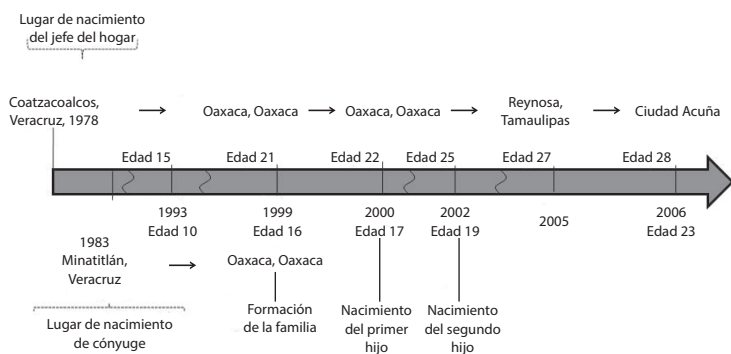 Lugar de nacimiento
del jefe del hogar
Coatzacoalcos,
Veracruz, 1978
Oaxaca, Oaxaca
Oaxaca, Oaxaca
Reynosa,
Tamaulipas
Ciudad Acuña
Edad 15
Edad 21
Edad 22
Edad 25
Edad 27
Edad 28
1993
Edad 10
1999
Edad 16
2000
Edad 17
2002
Edad 19
2005
2006
Edad 23
1983
Minatitlán,
Veracruz
Oaxaca, Oaxaca
Lugar de nacimiento
de cónyuge
Formación
de la familia
Nacimiento
del primer
hijo
Nacimiento
del segundo
hijo